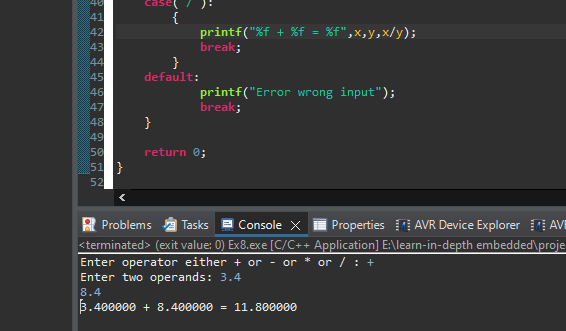 40 case('/'):
41 {
42 printf("%f + %f = %f",x,y,x/y);
43 break;
44 }
45 default:
46 printf("Error wrong input");
47 break;
48 }
49
50 return 0;
51 }
52
Problems Tasks Console Properties AVR Device Explorer AV
<terminated> (exit value: 0) Ex8.exe [C/C++ Application] E:\learn-in-depth embedded\proje
Enter operator either + or - or * or / : +
Enter two operands: 3.4
8.4
3.400000 + 8.400000 = 11.800000